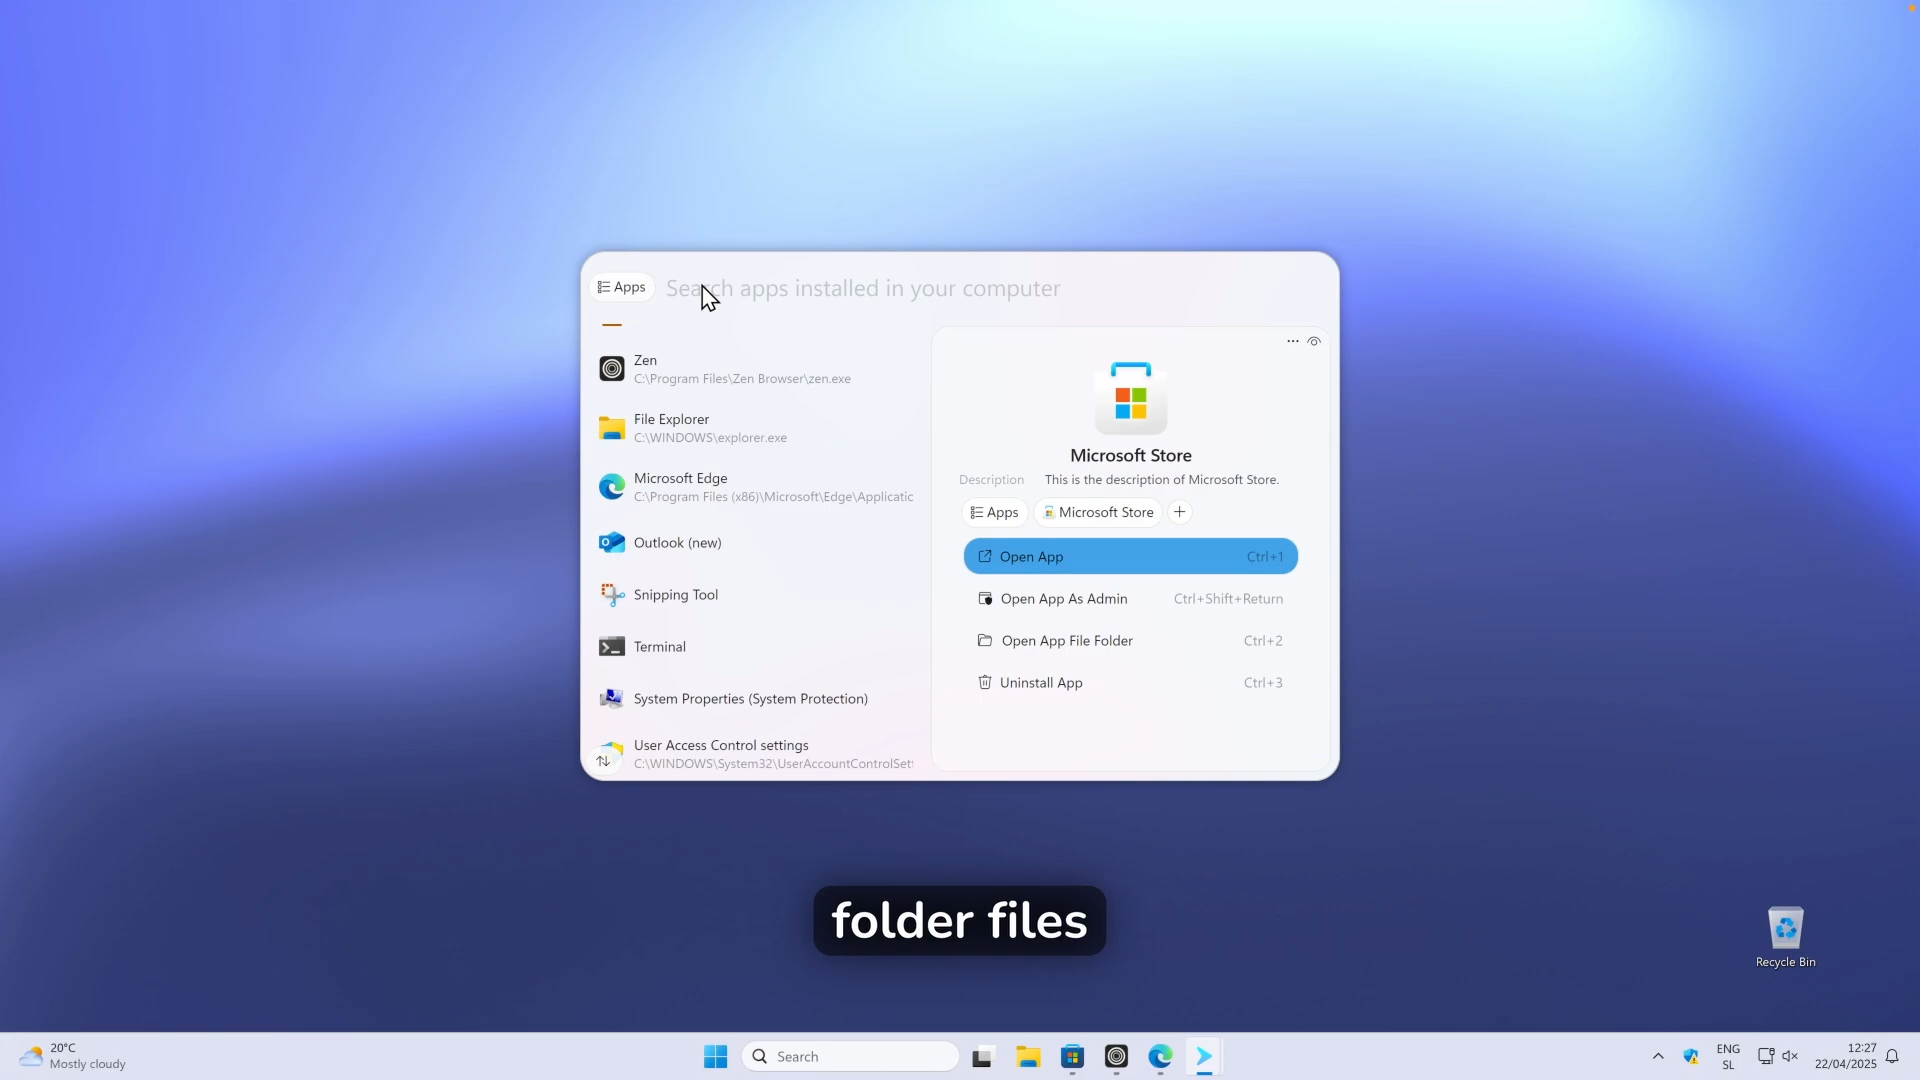 Apps
Search apps installed in your computer
Zen
C:\Program Files\Zen Browser\zen.exe
File Explorer
C:\WINDOWS\explorer.exe
Microsoft Edge
C:\Program Files (x86)\Microsoft\Edge\Applicatic
Outlook (new)
Snipping Tool
Terminal
System Properties (System Protection)
User Access Control settings
C:\WINDOWS\System32\UserAccountControlSett
Microsoft Store
Description This is the description of Microsoft Store.
Apps Microsoft Store
Open App Ctrl+1
Open App As Admin Ctrl+Shift+Return
Open App File Folder Ctrl+2
Uninstall App Ctrl+3
folder files
Recycle Bin
20°C
Mostly cloudy
Search
ENG
SL
12:27
22/04/2025